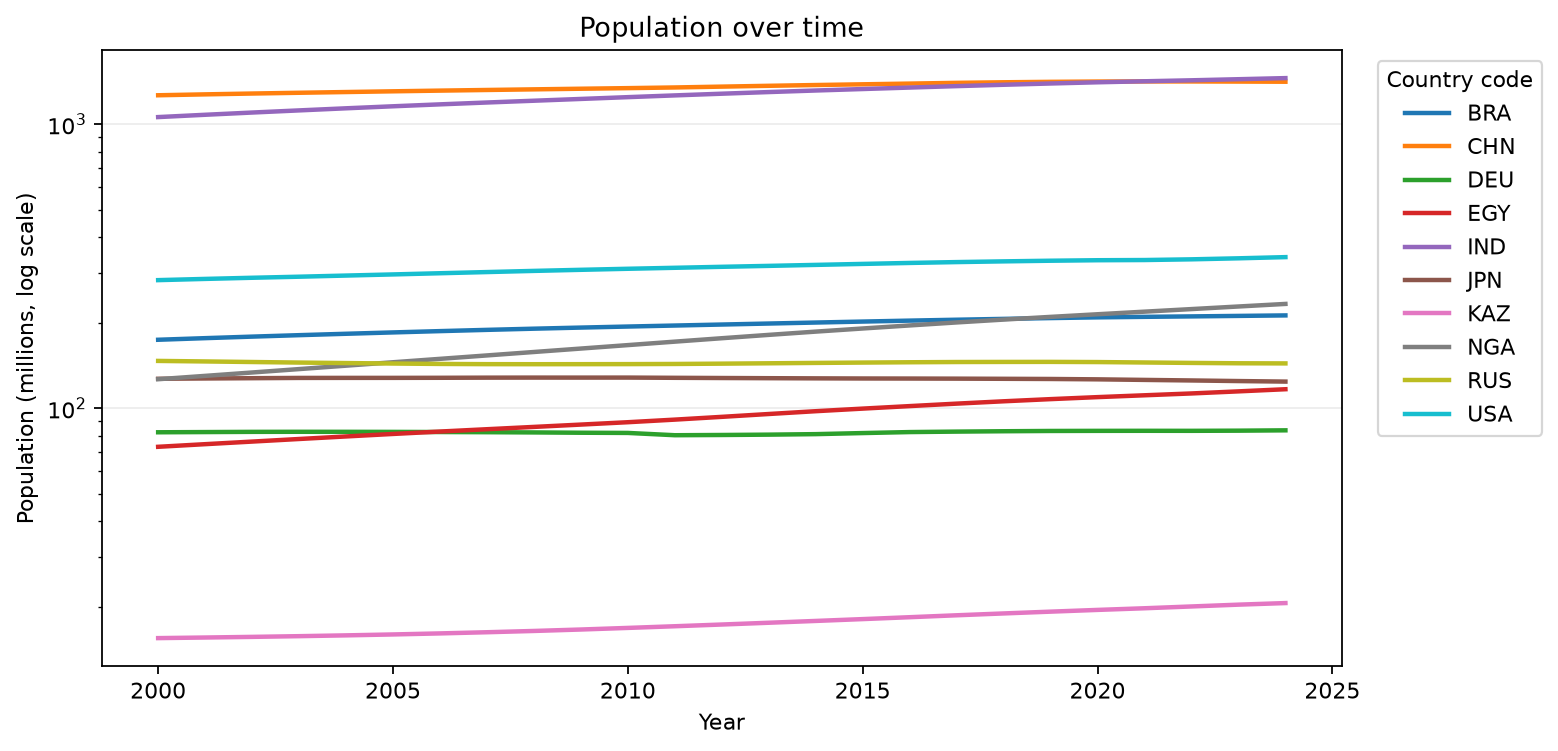 Population over time
Population (millions, log scale)
10³
10²
2000 2005 2010 2015 2020 2025
Year
Country code
BRA
CHN
DEU
EGY
IND
JPN
KAZ
NGA
RUS
USA